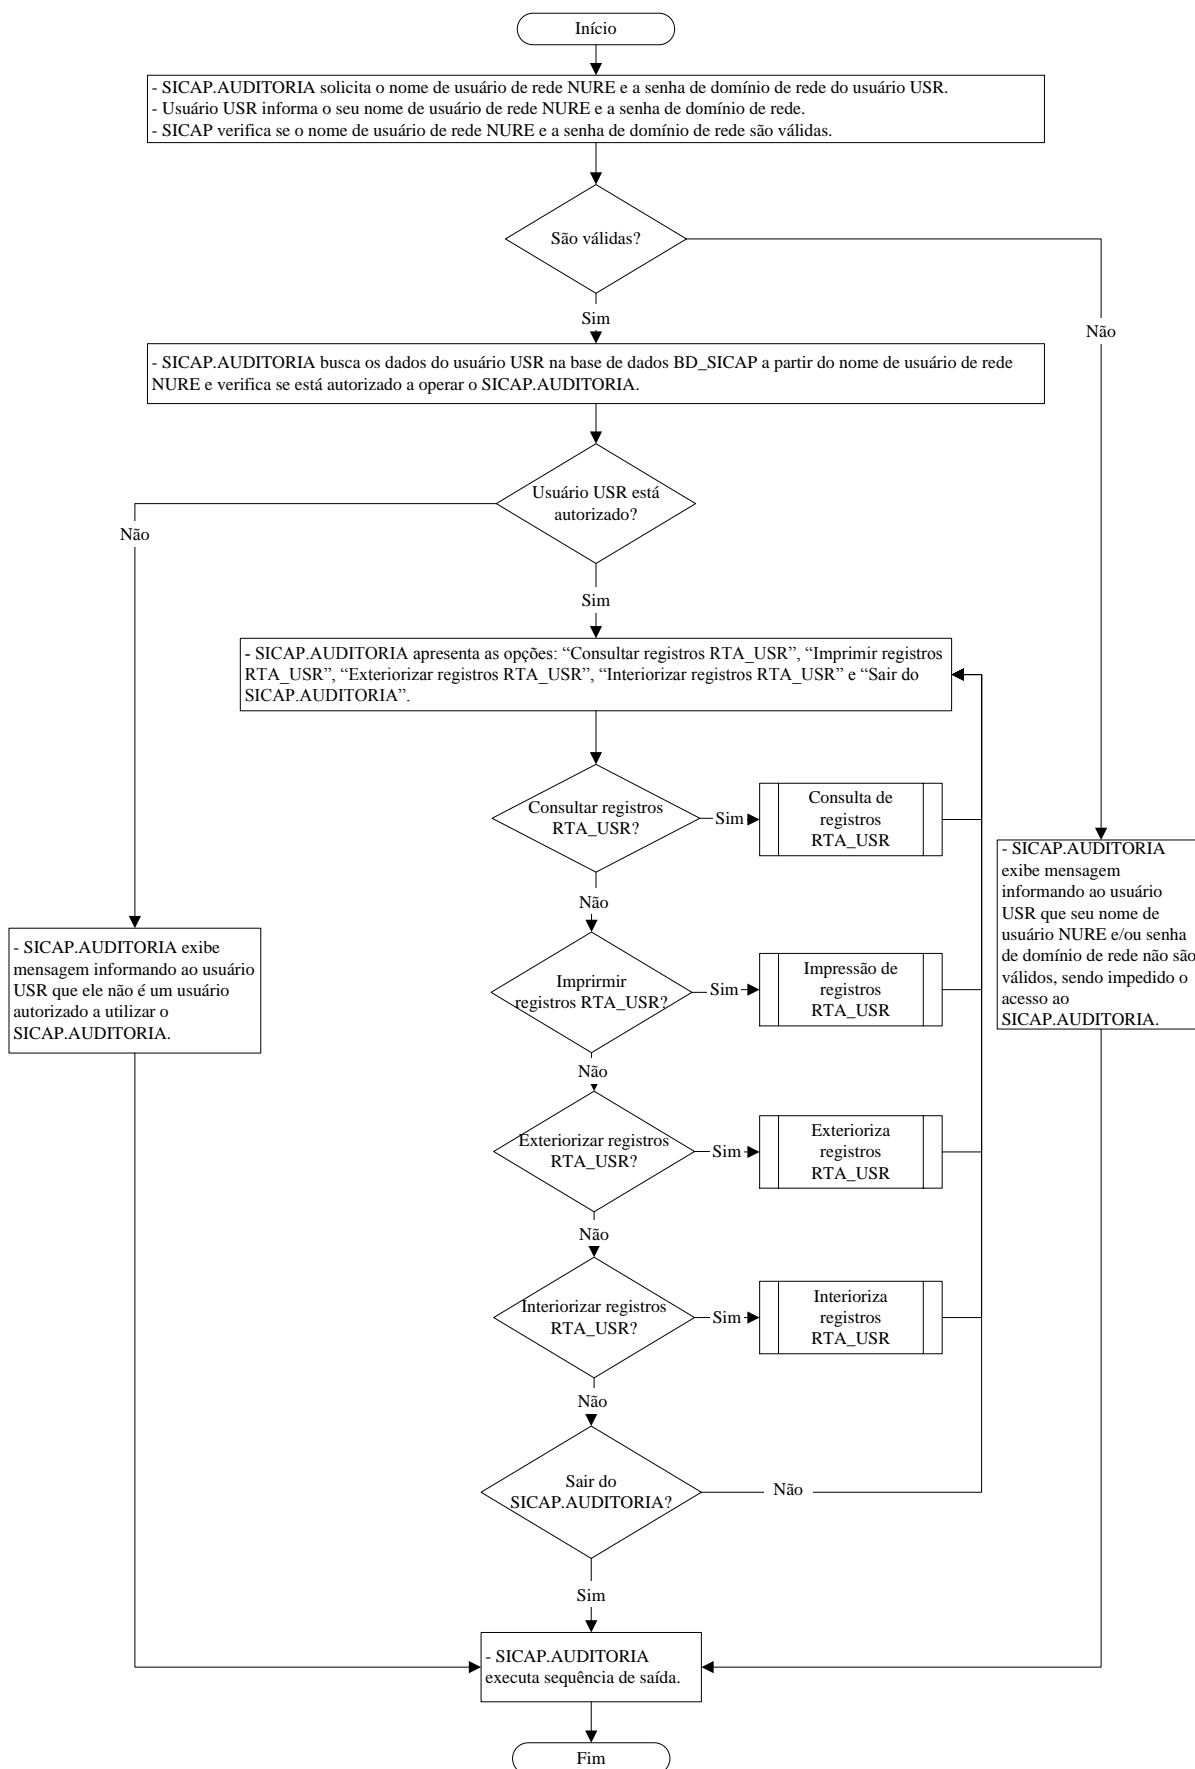 Início
- SICAP.AUDITORIA solicita o nome de usuário de rede NURE e a senha de domínio de rede do usuário USR.
- Usuário USR informa o seu nome de usuário de rede NURE e a senha de domínio de rede.
- SICAP verifica se o nome de usuário de rede NURE e a senha de domínio de rede são válidas.
São válidas?
Sim
Não
- SICAP.AUDITORIA busca os dados do usuário USR na base de dados BD_SICAP a partir do nome de usuário de rede
NURE e verifica se está autorizado a operar o SICAP.AUDITORIA.
Usuário USR está
autorizado?
Não
Sim
- SICAP.AUDITORIA apresenta as opções: “Consultar registros RTA_USR”, “Imprimir registros
RTA_USR”, “Exteriorizar registros RTA_USR”, “Interiorizar registros RTA_USR” e “Sair do
SICAP.AUDITORIA”.
Consultar registros
RTA_USR?
Sim
Consulta de
registros
RTA_USR
Não
- SICAP.AUDITORIA
exibe mensagem
informando ao usuário
USR que seu nome de
usuário NURE e/ou senha
de domínio de rede não são
válidos, sendo impedido o
acesso ao
SICAP.AUDITORIA.
- SICAP.AUDITORIA exibe
mensagem informando ao usuário
USR que ele não é um usuário
autorizado a utilizar o
SICAP.AUDITORIA.
Imprirmir
registros RTA_USR?
Sim
Impressão de
registros
RTA_USR
Não
Exteriorizar registros
RTA_USR?
Sim
Exterioriza
registros
RTA_USR
Não
Interiorizar registros
RTA_USR?
Sim
Interioriza
registros
RTA_USR
Não
Sair do
SICAP.AUDITORIA?
Não
Sim
- SICAP.AUDITORIA
executa sequência de saída.
Fim